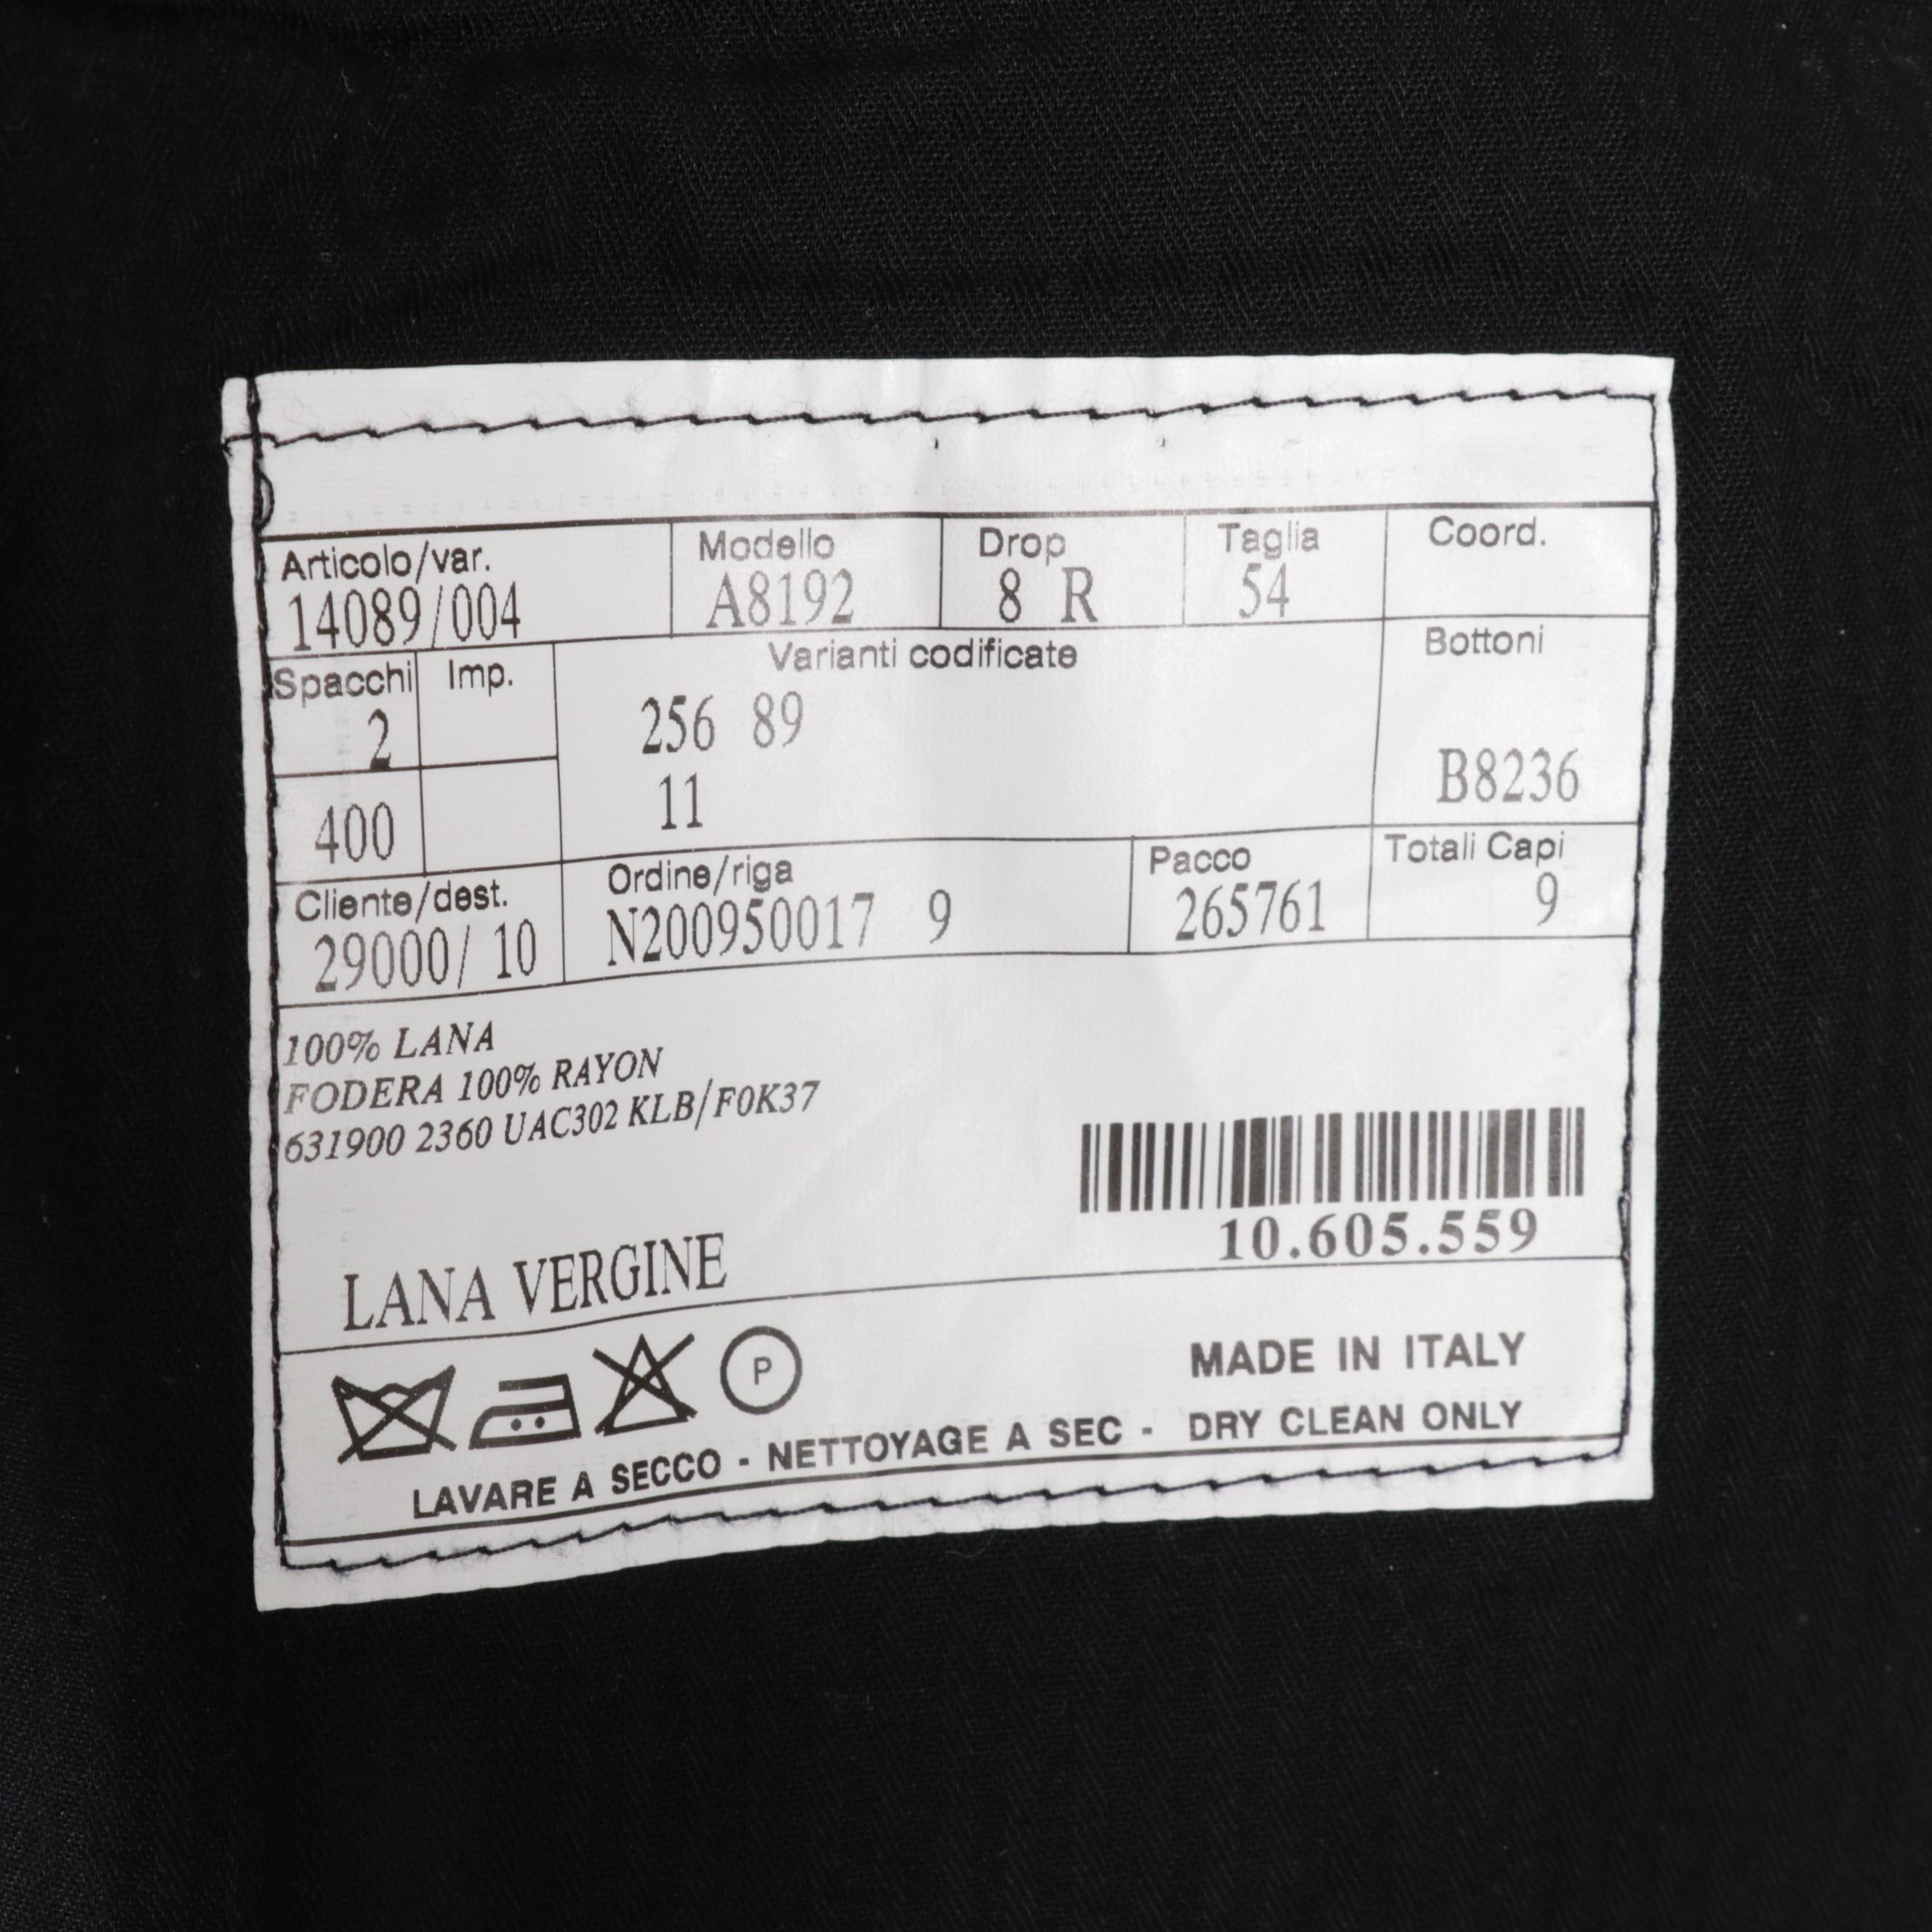 Articolo/var. Modello Drop Taglia Coord.
14089/004 A8192 8 R 54
Spacchi Imp. Varianti codificate Bottoni
2 256 89
400 11 B8236
Cliente/dest. Ordine/riga Pacco Totali Capi
29000/ 10 N200950017 9 265761 9
100% LANA
FODERA 100% RAYON
631900 2360 UAC302 KLB/F0K37
10.605.559
LANA VERGINE
P
MADE IN ITALY
LAVARE A SECCO - NETTOYAGE A SEC - DRY CLEAN ONLY